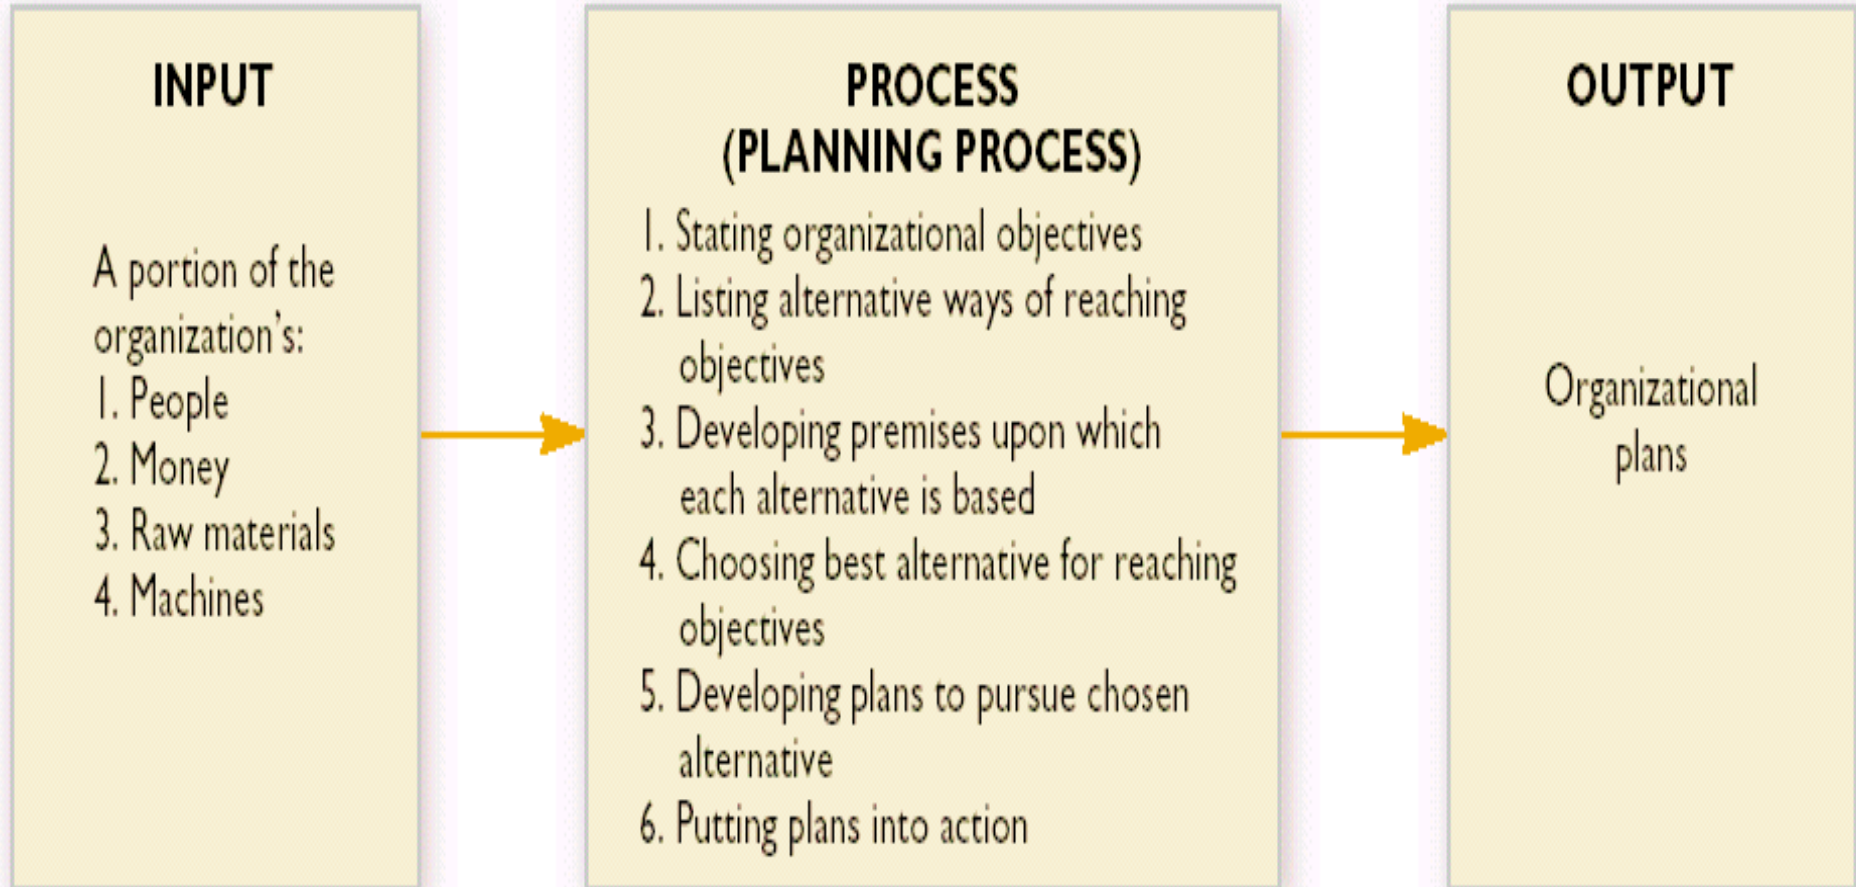 INPUT
A portion of the
organization's:
1. People
2. Money
3. Raw materials
4. Machines
PROCESS
(PLANNING PROCESS)
1. Stating organizational objectives
2. Listing alternative ways of reaching
objectives
3. Developing premises upon which
each alternative is based
4. Choosing best alternative for reaching
objectives
5. Developing plans to pursue chosen
alternative
6. Putting plans into action
OUTPUT
Organizational
plans